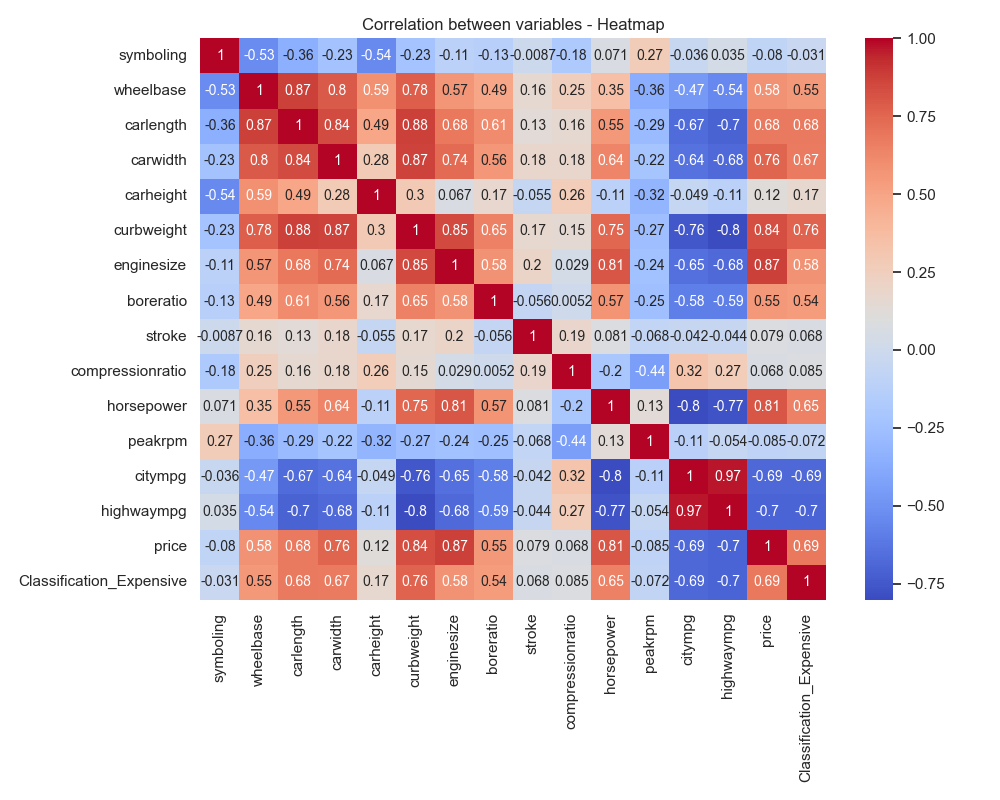 Correlation between variables - Heatmap
symboling 1 -0.53 -0.36 -0.23 -0.54 -0.23 -0.11 -0.13 -0.0087 -0.18 0.071 0.27 -0.036 0.035 -0.08 -0.031
wheelbase -0.53 1 0.87 0.8 0.59 0.78 0.57 0.49 0.16 0.25 0.35 -0.36 -0.47 -0.54 0.58 0.55
carlength -0.36 0.87 1 0.84 0.49 0.88 0.68 0.61 0.13 0.16 0.55 -0.29 -0.67 -0.7 0.68 0.68
carwidth -0.23 0.8 0.84 1 0.28 0.87 0.74 0.56 0.18 0.18 0.64 -0.22 -0.64 -0.68 0.76 0.67
carheight -0.54 0.59 0.49 0.28 1 0.3 0.067 0.17 -0.055 0.26 -0.11 -0.32 -0.049 -0.11 0.12 0.17
curbweight -0.23 0.78 0.88 0.87 0.3 1 0.85 0.65 0.17 0.15 0.75 -0.27 -0.76 -0.8 0.84 0.76
enginesize -0.11 0.57 0.68 0.74 0.067 0.85 1 0.58 0.2 0.029 0.81 -0.24 -0.65 -0.68 0.87 0.58
boreratio -0.13 0.49 0.61 0.56 0.17 0.65 0.58 1 -0.056 0.0052 0.57 -0.25 -0.58 -0.59 0.55 0.54
stroke -0.0087 0.16 0.13 0.18 -0.055 0.17 0.2 -0.056 1 0.19 0.081 -0.068 -0.042 -0.044 0.079 0.068
compressionratio -0.18 0.25 0.16 0.18 0.26 0.15 0.029 0.0052 0.19 1 -0.2 -0.44 0.32 0.27 0.068 0.085
horsepower 0.071 0.35 0.55 0.64 -0.11 0.75 0.81 0.57 0.081 -0.2 1 0.13 -0.8 -0.77 0.81 0.65
peakrpm 0.27 -0.36 -0.29 -0.22 -0.32 -0.27 -0.24 -0.25 -0.068 -0.44 0.13 1 -0.11 -0.054 -0.085 -0.072
citympg -0.036 -0.47 -0.67 -0.64 -0.049 -0.76 -0.65 -0.58 -0.042 0.32 -0.8 -0.11 1 0.97 -0.69 -0.69
highwaympg 0.035 -0.54 -0.7 -0.68 -0.11 -0.8 -0.68 -0.59 -0.044 0.27 -0.77 -0.054 0.97 1 -0.7 -0.7
price -0.08 0.58 0.68 0.76 0.12 0.84 0.87 0.55 0.079 0.068 0.81 -0.085 -0.69 -0.7 1 0.69
Classification_Expensive -0.031 0.55 0.68 0.67 0.17 0.76 0.58 0.54 0.068 0.085 0.65 -0.072 -0.69 -0.7 0.69 1
symboling
wheelbase
carlength
carwidth
carheight
curbweight
enginesize
boreratio
stroke
compressionratio
horsepower
peakrpm
citympg
highwaympg
price
Classification_Expensive
1.00
0.75
0.50
0.25
0.00
−0.25
−0.50
−0.75